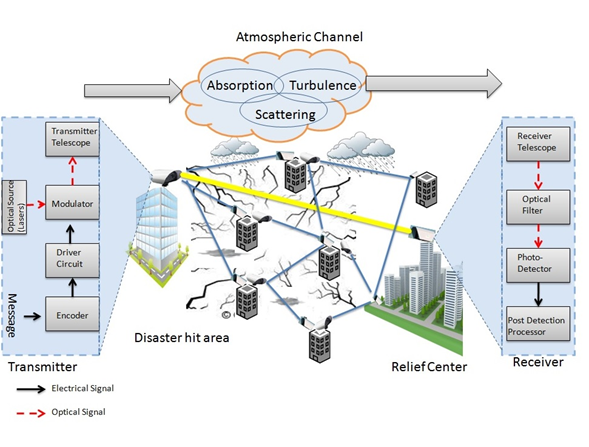 Atmospheric Channel
Absorption
Turbulence
Scattering
Transmitter
Telescope
Optical Source
(Lasers)
Modulator
Driver
Circuit
Message
Encoder
Transmitter
Disaster hit area
©
Relief Center
Receiver
Telescope
Optical
Filter
Photo-
Detector
Post Detection
Processor
Receiver
Electrical Signal
Optical Signal